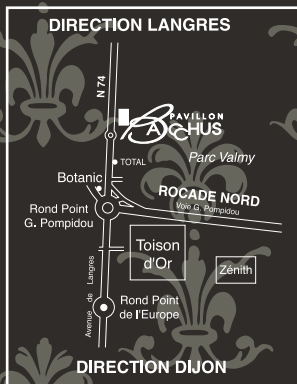 DIRECTION LANGRES
N 74
PAVILLON
BACCHUS
TOTAL
Parc Valmy
Botanic
ROCADE NORD
Voie G. Pompidou
Rond Point
G. Pompidou
Toison
d'Or
Zénith
Avenue de Langres
Rond Point
de l'Europe
DIRECTION DIJON